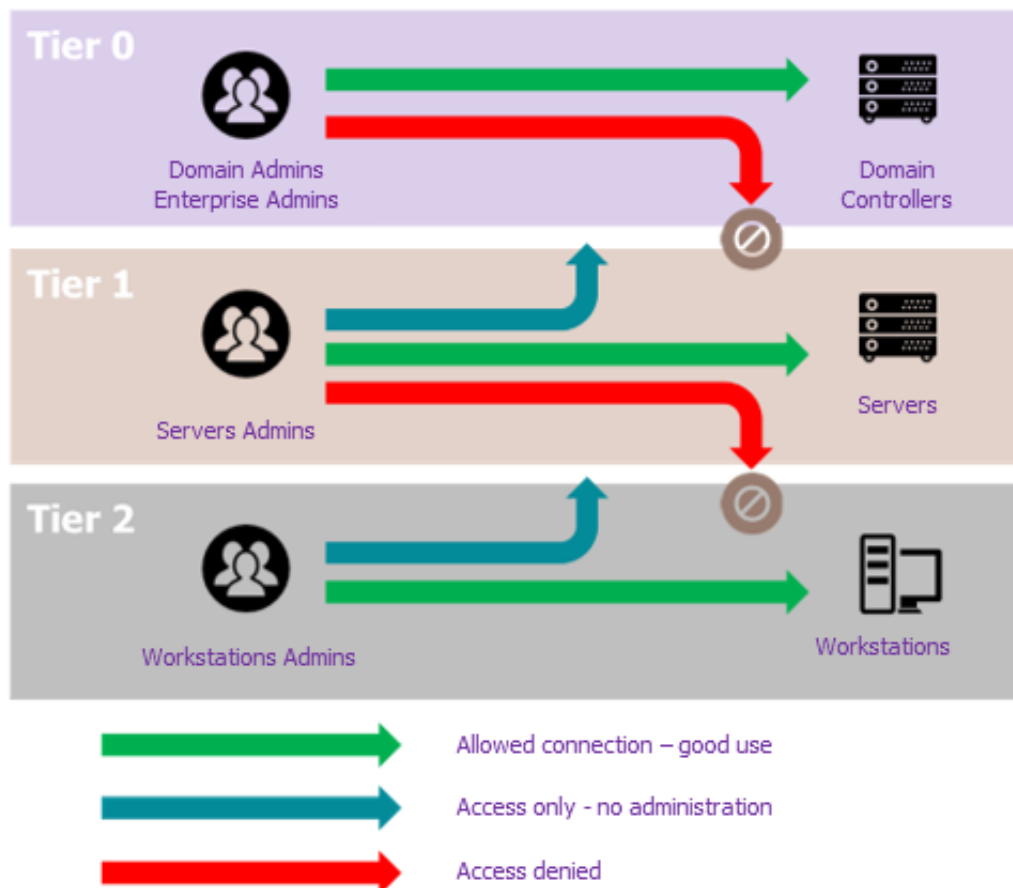 Tier 0
Domain Admins
Enterprise Admins
Domain
Controllers
Tier 1
Servers Admins
Servers
Tier 2
Workstations Admins
Workstations
Allowed connection – good use
Access only - no administration
Access denied